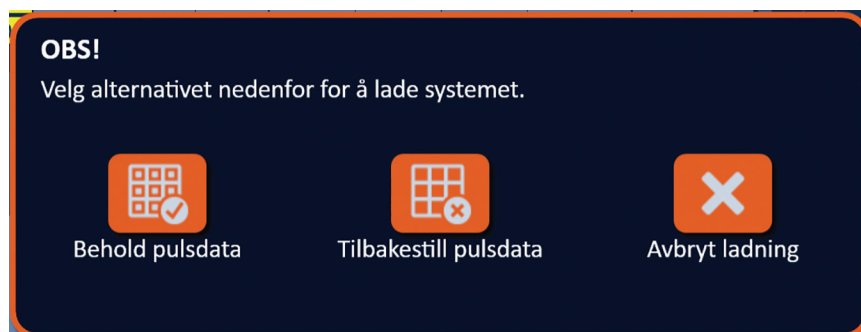 OBS!
Velg alternativet nedenfor for å lade systemet.
Behold pulsdata
Tilbakestill pulsdata
Avbryt ladning